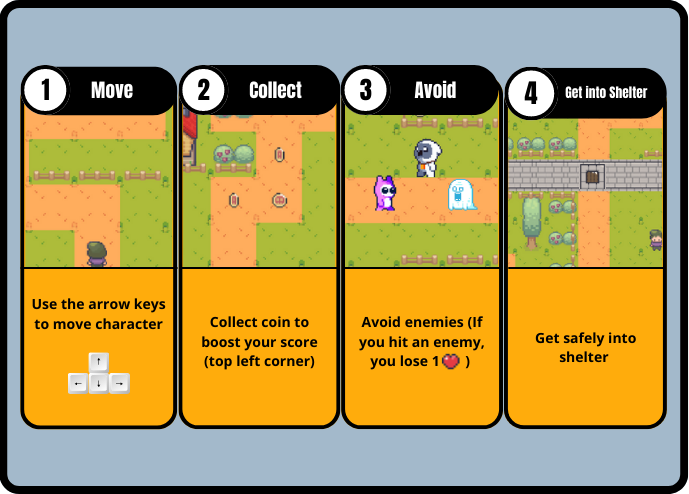 1 Move
Use the arrow keys
to move character
↑
← ↓ →
2 Collect
Collect coin to
boost your score
(top left corner)
3 Avoid
Avoid enemies (If
you hit an enemy,
you lose 1❤️ )
4 Get into Shelter
Get safely into
shelter